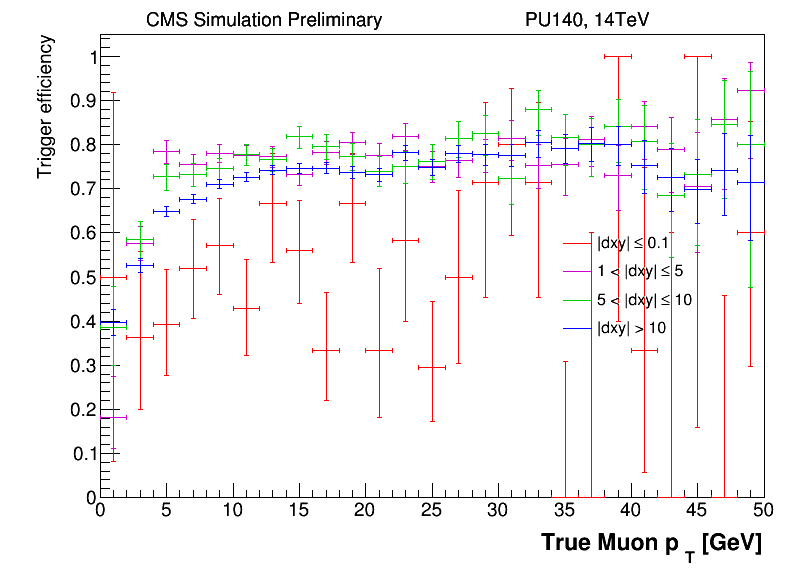 CMS Simulation Preliminary
PU140, 14TeV
Trigger efficiency
1
0.9
0.8
0.7
0.6
0.5
0.4
0.3
0.2
0.1
0
|dxy| ≤ 0.1
1 < |dxy| ≤ 5
5 < |dxy| ≤ 10
|dxy| > 10
0 5 10 15 20 25 30 35 40 45 50
True Muon p_T [GeV]